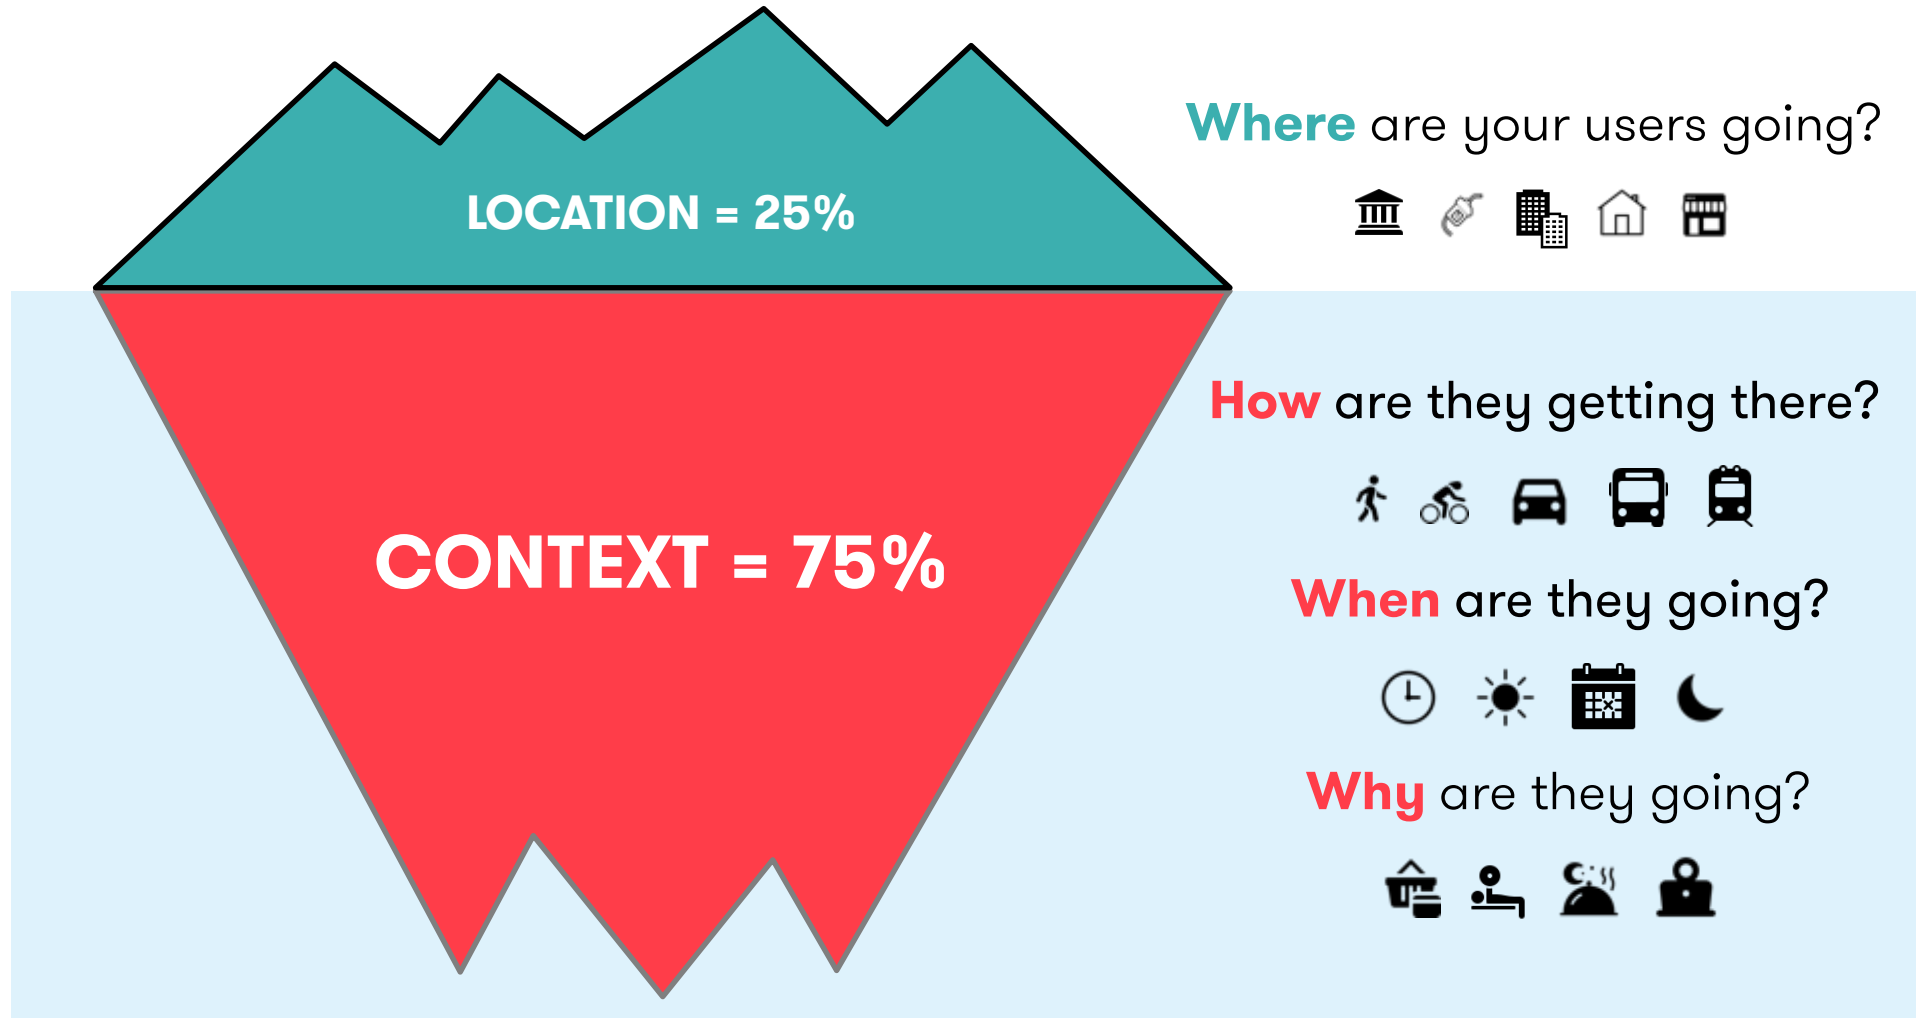 Where are your users going?
LOCATION = 25%
How are they getting there?
CONTEXT = 75%
When are they going?
Why are they going?